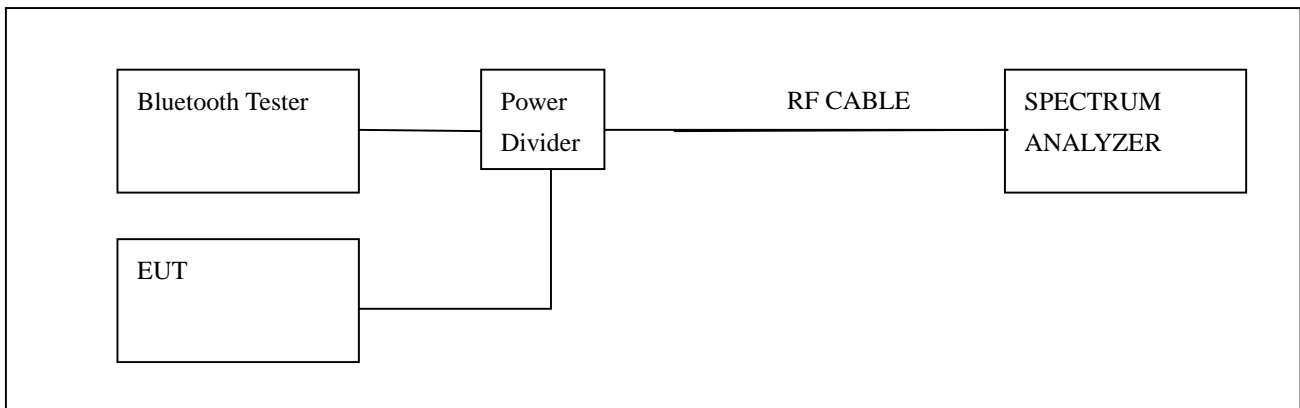 Bluetooth Tester
Power
Divider
RF CABLE
SPECTRUM
ANALYZER
EUT